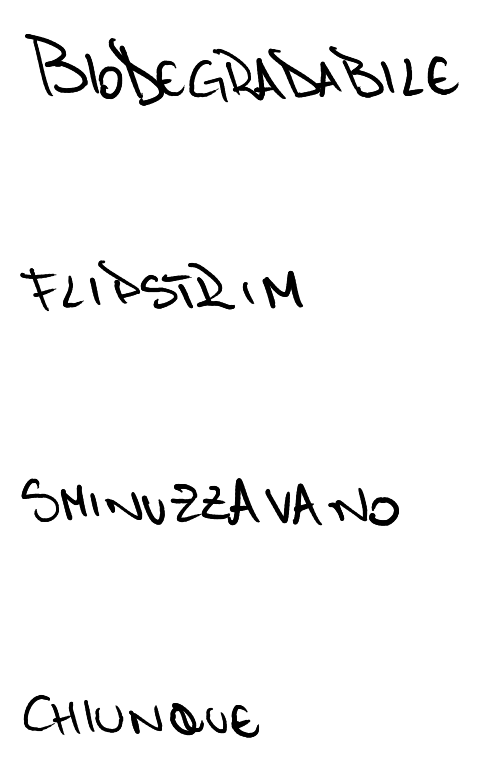 BIODEGRADABILE
FLIPSTRIM
SMINUZZAVANO
CHIUNQUE